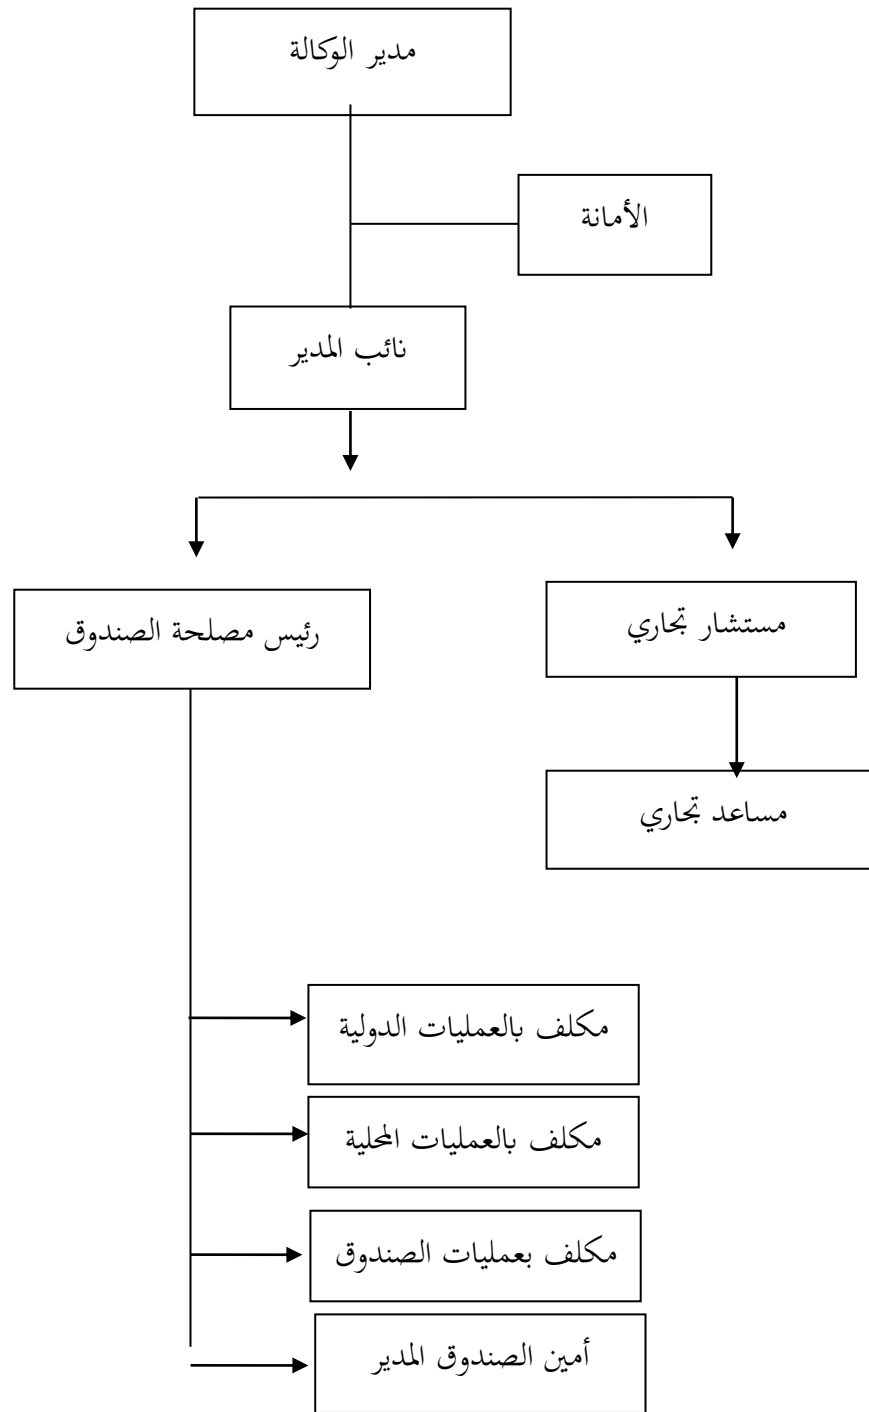 مدير الوكالة
الأمانة
نائب المدير
مستشار تجاري
رئيس مصلحة الصندوق
مساعد تجاري
مكلف بالعمليات الدولية
مكلف بالعمليات المحلية
مكلف بعمليات الصندوق
أمين الصندوق المدير